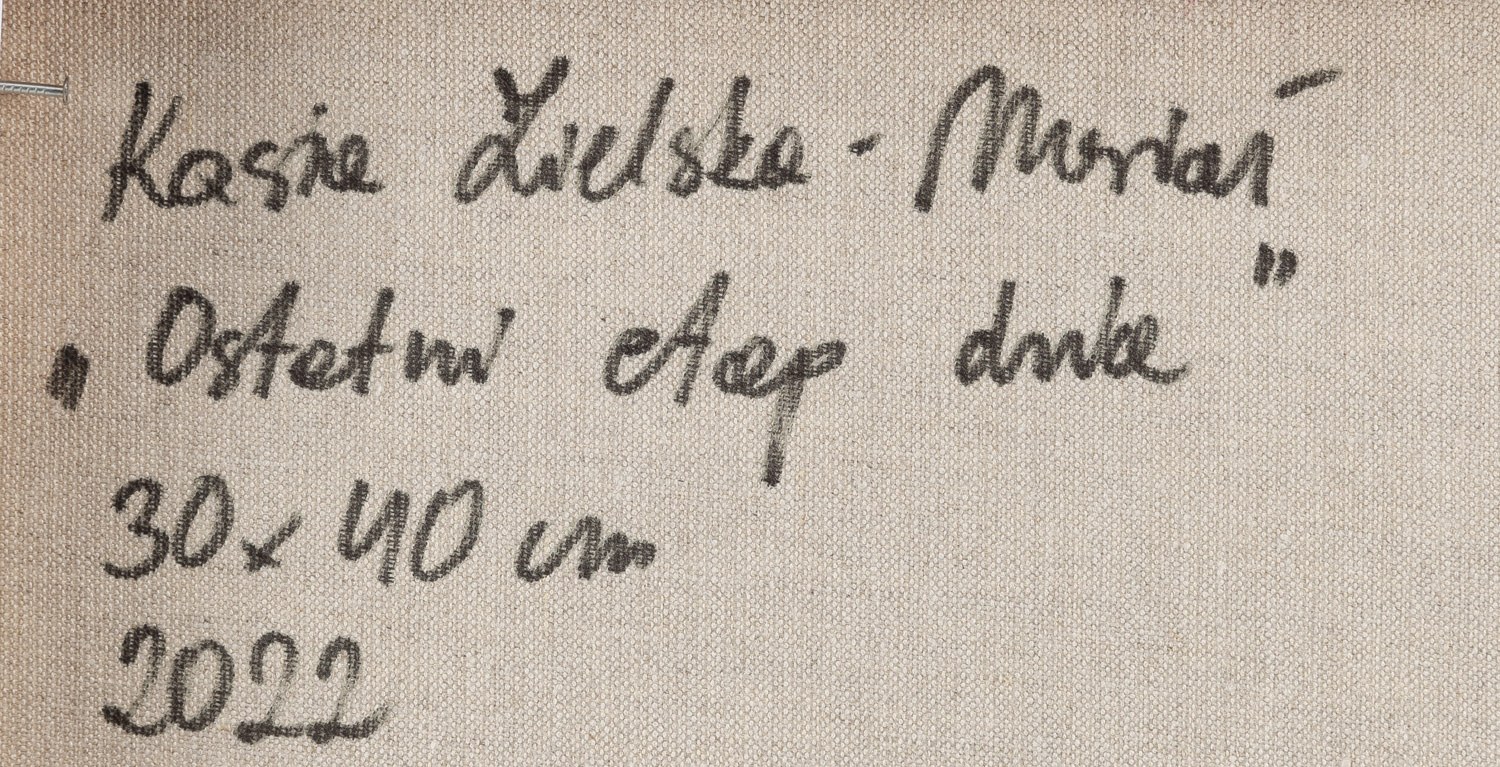 Kasia
„Ostatni etap dnia”
30x40 cm
2022